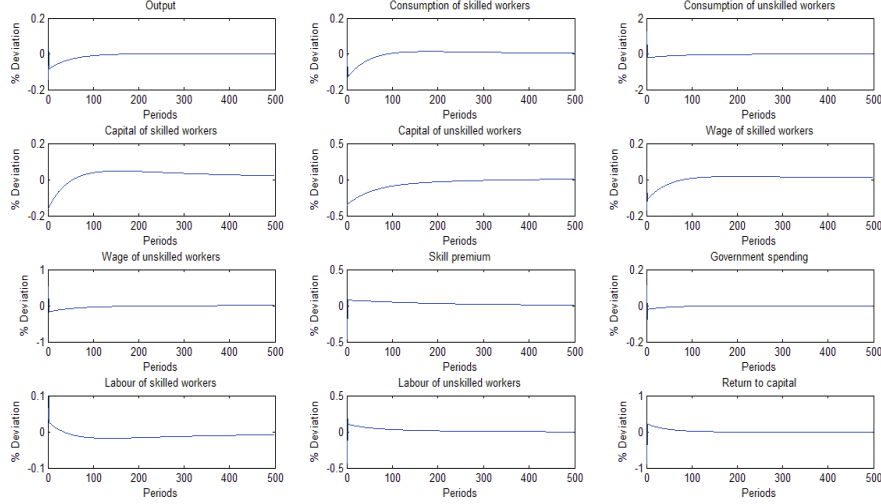 Output
% Deviation
0.2
0
-0.2
0 100 200 300 400 500
Periods
Consumption of skilled workers
% Deviation
0.2
0
-0.2
0 100 200 300 400 500
Periods
Consumption of unskilled workers
% Deviation
2
0
-2
0 100 200 300 400 500
Periods
Capital of skilled workers
% Deviation
0.2
0
-0.2
0 100 200 300 400 500
Periods
Capital of unskilled workers
% Deviation
0.5
0
-0.5
0 100 200 300 400 500
Periods
Wage of skilled workers
% Deviation
0.2
0
-0.2
0 100 200 300 400 500
Periods
Wage of unskilled workers
% Deviation
1
0
-1
0 100 200 300 400 500
Periods
Skill premium
% Deviation
0.5
0
-0.5
0 100 200 300 400 500
Periods
Government spending
% Deviation
0.2
0
-0.2
0 100 200 300 400 500
Periods
Labour of skilled workers
% Deviation
0.1
0
-0.1
0 100 200 300 400 500
Periods
Labour of unskilled workers
% Deviation
0.5
0
-0.5
0 100 200 300 400 500
Periods
Return to capital
% Deviation
1
0
-1
0 100 200 300 400 500
Periods